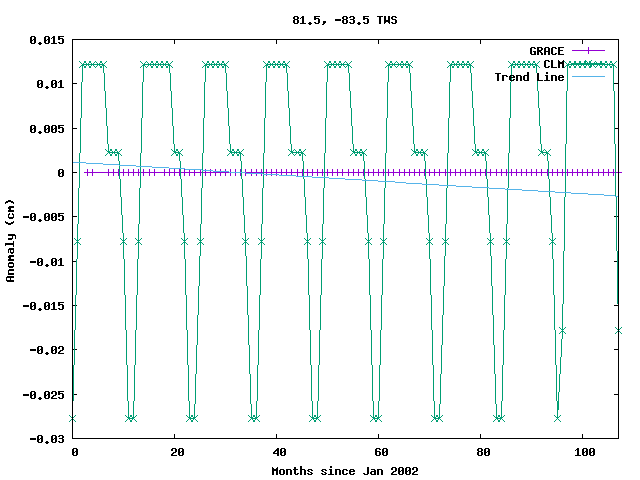 81.5, -83.5 TWS
0.015
0.01
0.005
0
-0.005
-0.01
-0.015
-0.02
-0.025
-0.03
Anomaly (cm)
GRACE
CLM
Trend Line
0 20 40 60 80 100
Months since Jan 2002